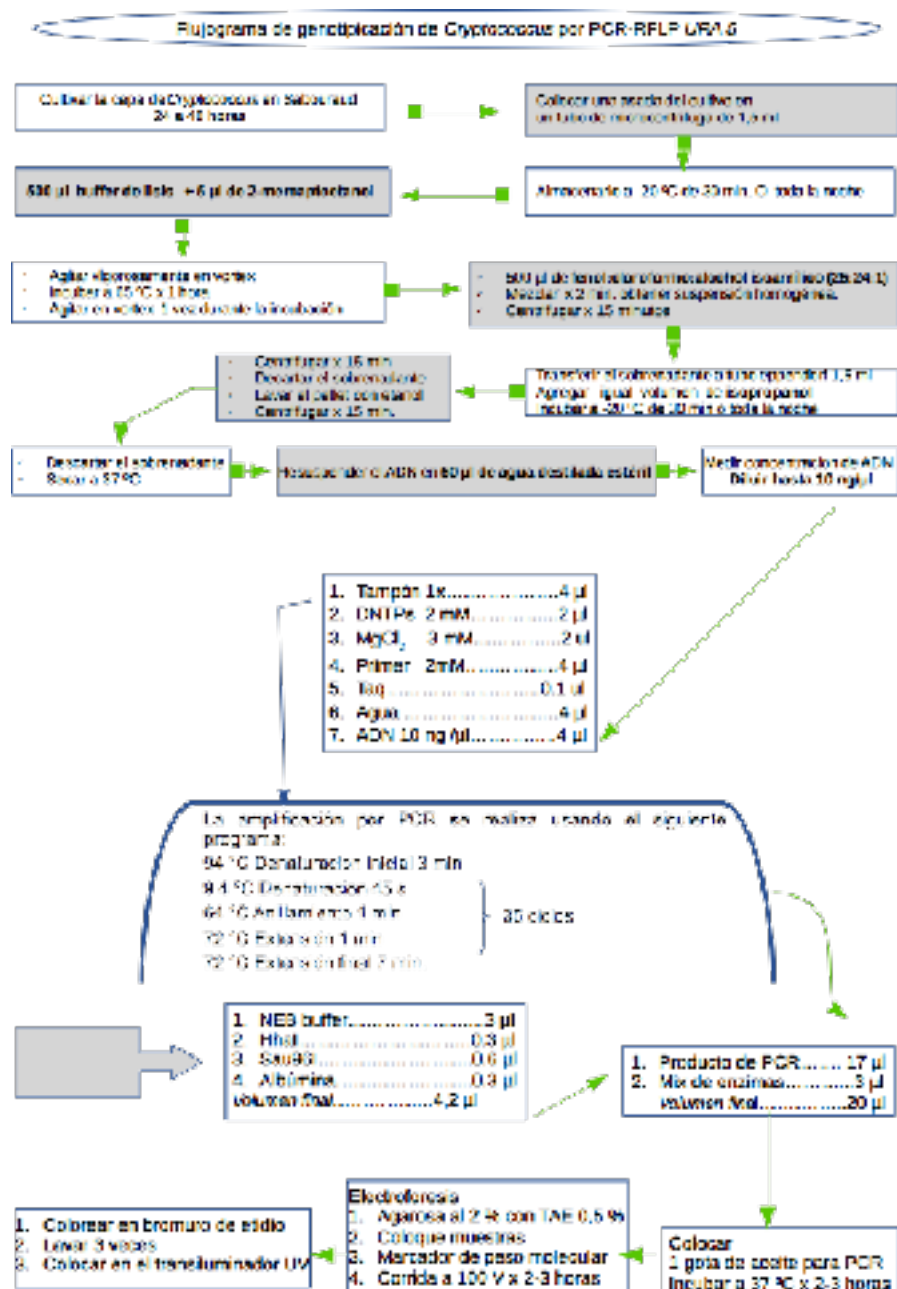 Flujograma de genotipicación de Cryptococcus por PCR-RFLP URA 5
Cultivar la cepa de Cryptococcus en Sabouraud
24 a 48 horas
Colocar una asada del cultivo en
un tubo de microcentrífuga de 1,5 ml
500 µl buffer de lisis + 5 µl de 2-mercaptoetanol
Almacenarlo a -20 ºC de 30 min. O toda la noche
- Agitar vigorosamente en vortex
- Incubar a 65 ºC x 1 hora
- Agitar en vortex 1 vez durante la incubación
- 500 µl de fenol:cloroformo:alcohol isoamílico (25:24:1)
- Mezclar x 2 min. obtener suspensión homogénea.
- Centrifugar x 15 minutos
- Centrifugar x 15 min
- Decartar el sobrenadante
- Lavar el pellet con etanol
- Centrifugar x 15 min.
Transferir el sobrenadante a tubo eppendorf 1,5 ml
Agregar igual volumen de isopropanol
Incubar a -20 ºC de 30 min o toda la noche
- Descartar el sobrenadante
- Secar a 37 ºC
Resuspender el ADN en 60 µl de agua destilada estéril
Medir concentración de ADN
Diluir hasta 10 ng/µl
1. Tampón 1x....................4 µl
2. DNTPs 2 mM...............2 µl
3. MgCl2 3 mM................2 ul
4. Primer 2mM................4 µl
5. Taq..........................0,1 ul
6. Agua..........................4 µl
7. ADN 10 ng/µl...............4 µl
La amplificación por PCR se realiza usando el siguiente
programa:
94 ºC Denaturación inicial 3 min
94 ºC Denaturación 45 s
64 ºC Anillamiento 1 min
72 ºC Extensión 1 min
35 ciclos
72 ºC Extensión final 7 min
1. NEB buffer......................3 µl
2. HhaI............................0,3 µl
3. Sau96I.........................0,6 µl
4. Albúmina......................0,3 µl
Volumen final..................4,2 µl
1. Producto de PCR........ 17 µl
2. Mix de enzimas............3 µl
Volumen final................20 µl
Colocar
1 gota de aceite para PCR
Incubar a 37 ºC x 2-3 horas
Electroforesis
1. Agarosa al 2 % con TAE 0,5 %
2. Coloque muestras
3. Marcador de peso molecular
4. Corrida a 100 V x 2-3 horas
1. Colorear en bromuro de etidio
2. Lavar 3 veces
3. Colocar en el transiluminador UV